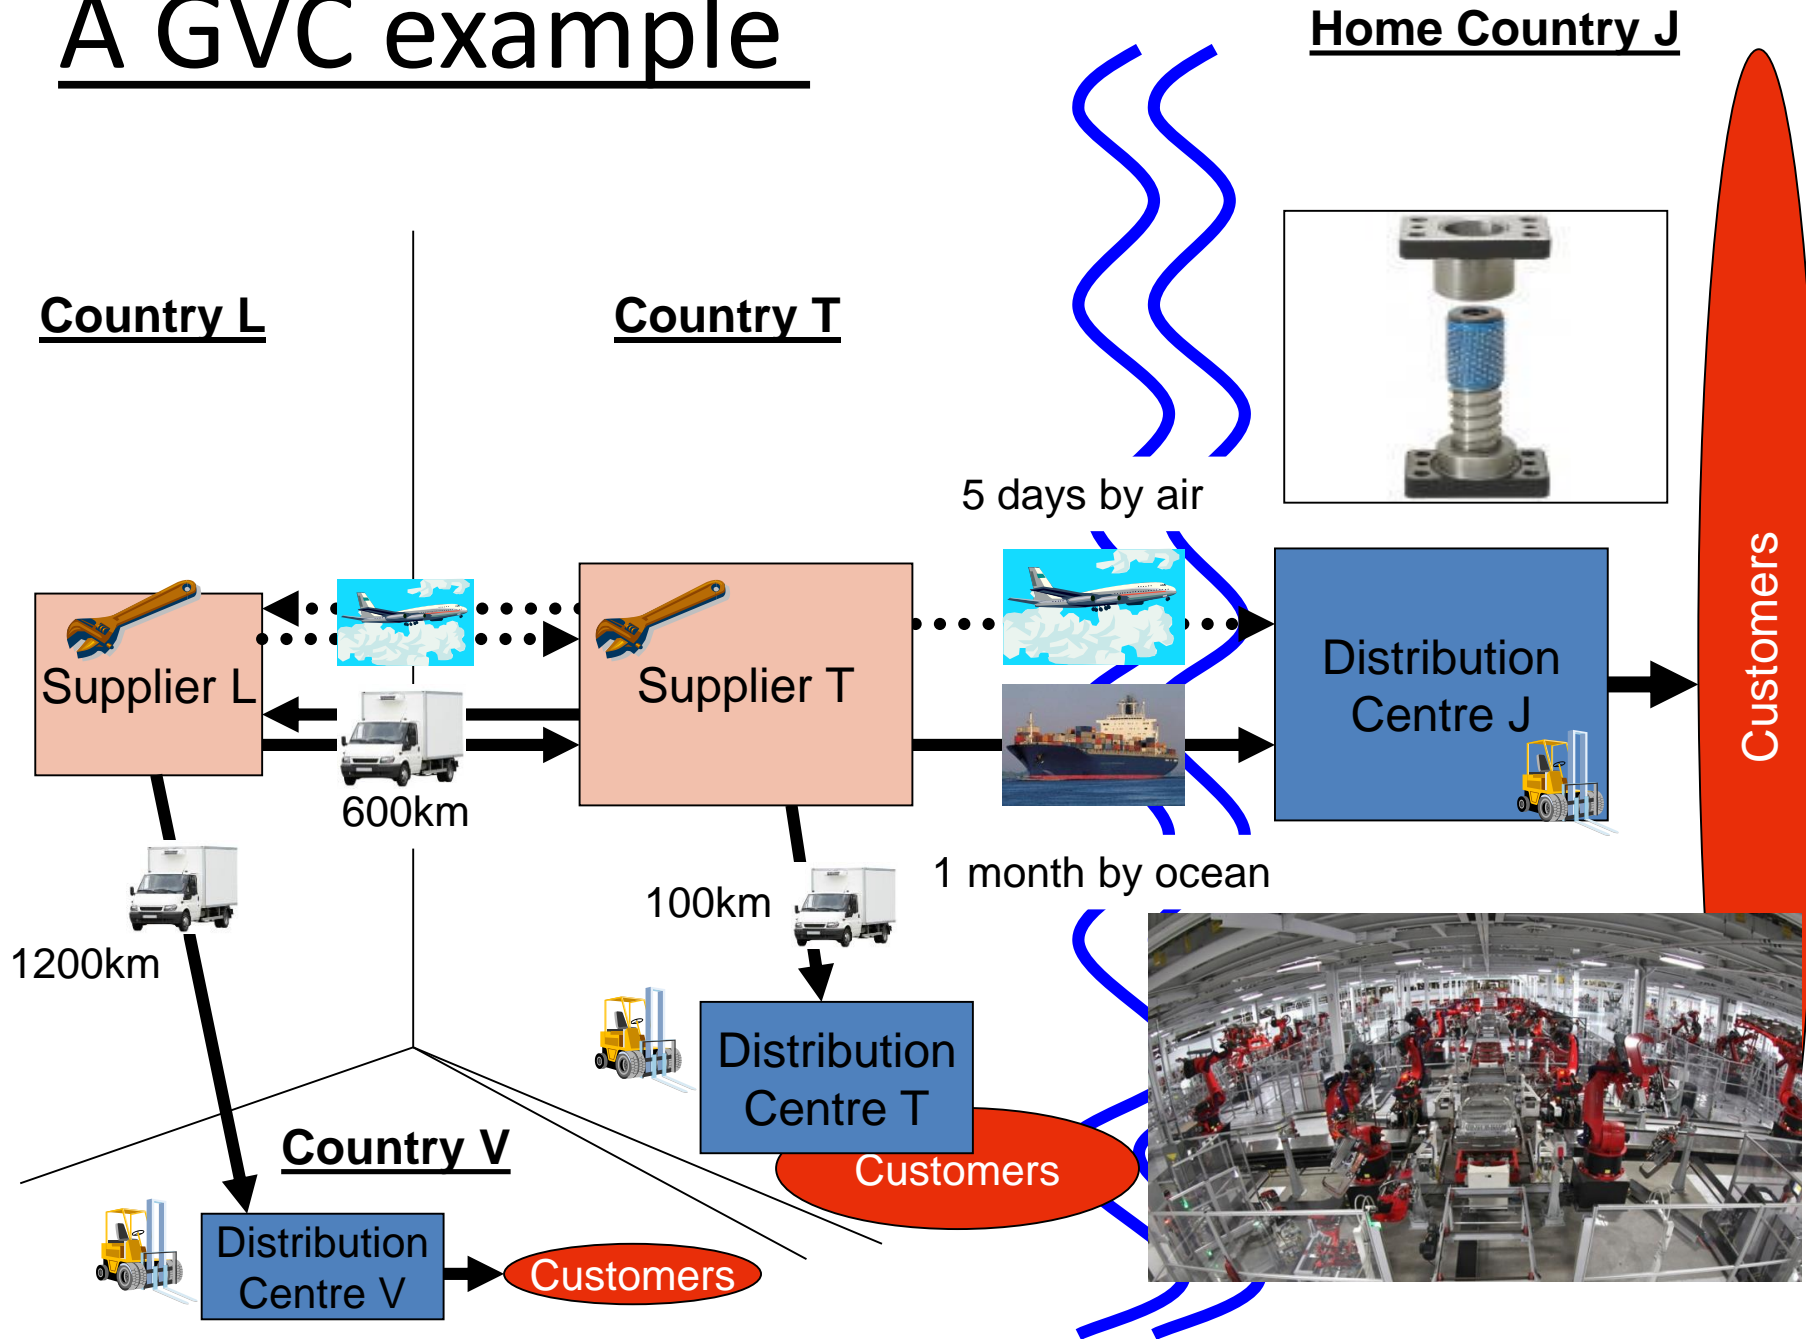 A GVC example
Home Country J
Country L
Country T
5 days by air
Supplier L
Supplier T
Distribution
Centre J
Customers
600km
1 month by ocean
100km
1200km
Distribution
Centre T
Customers
Country V
Distribution
Centre V
Customers